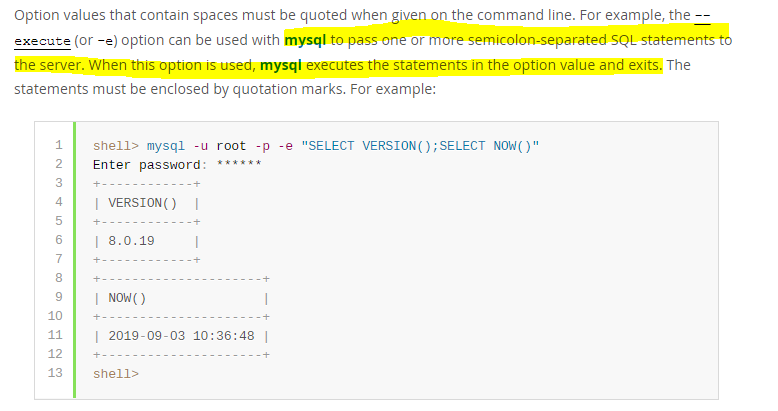 Option values that contain spaces must be quoted when given on the command line. For example, the --
execute (or -e) option can be used with mysql to pass one or more semicolon-separated SQL statements to
the server. When this option is used, mysql executes the statements in the option value and exits. The
statements must be enclosed by quotation marks. For example:
1 shell> mysql -u root -p -e "SELECT VERSION();SELECT NOW()"
2 Enter password: ******
3 +------------+
4 | VERSION()  |
5 +------------+
6 | 8.0.19     |
7 +------------+
8 +---------------------+
9 | NOW()               |
10 +---------------------+
11 | 2019-09-03 10:36:48 |
12 +---------------------+
13 shell>